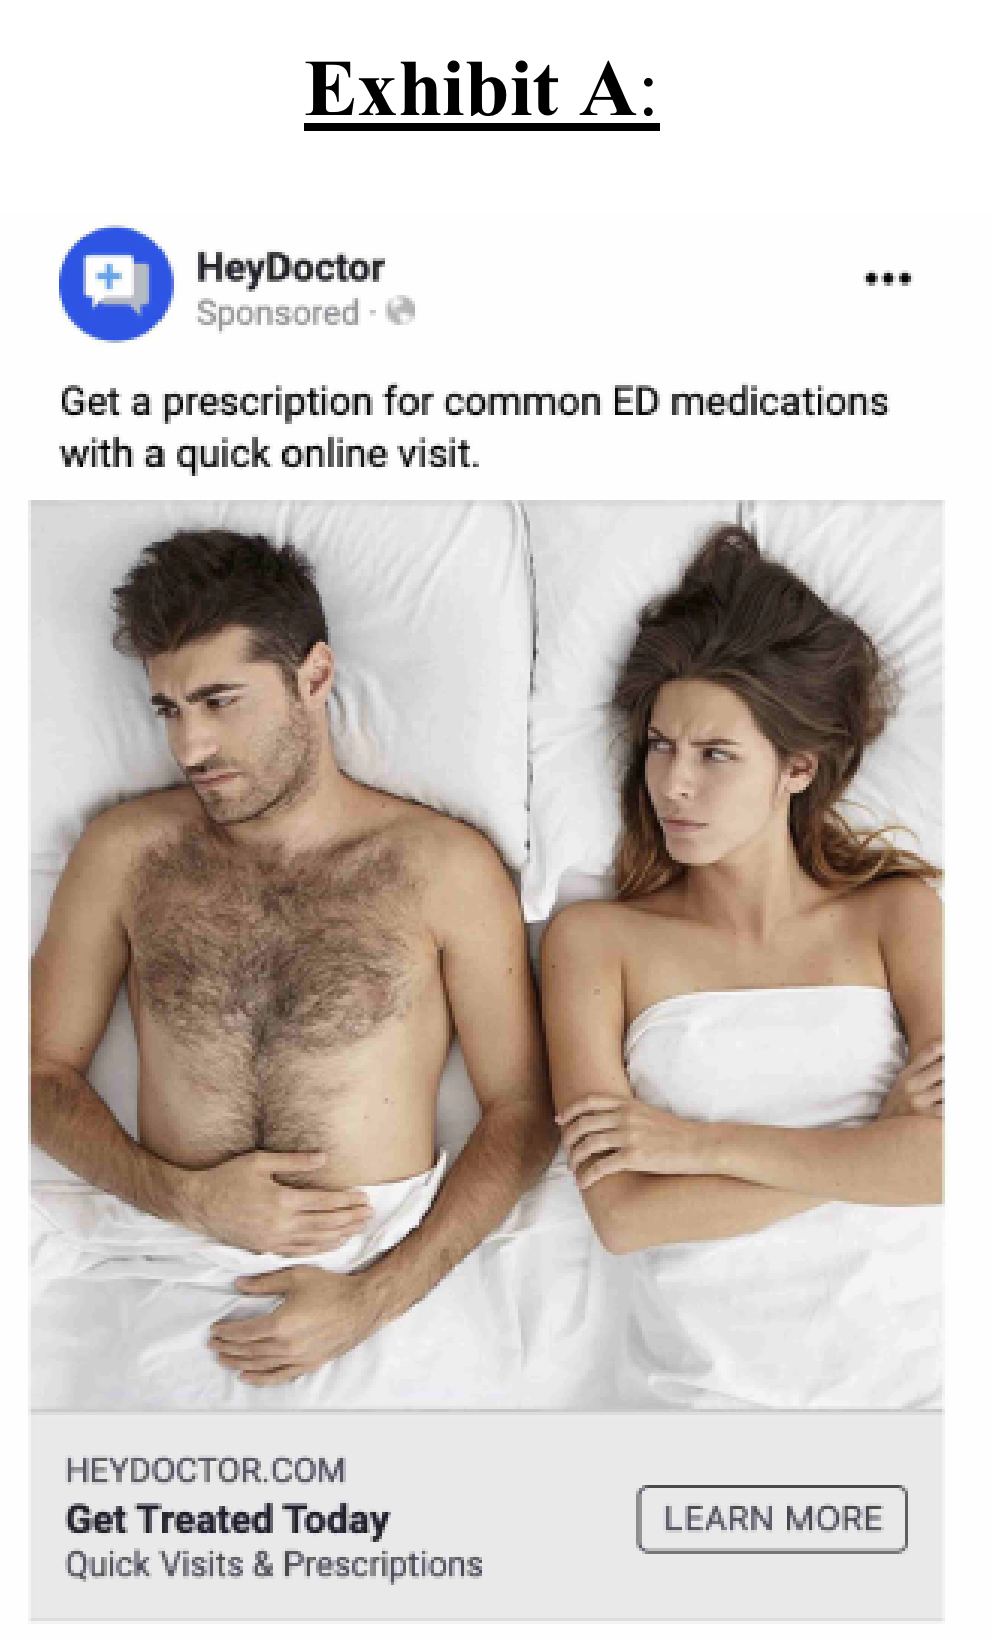 Exhibit A:
HeyDoctor
Sponsored ·
Get a prescription for common ED medications
with a quick online visit.
HEYDOCTOR.COM
Get Treated Today
Quick Visits & Prescriptions
LEARN MORE